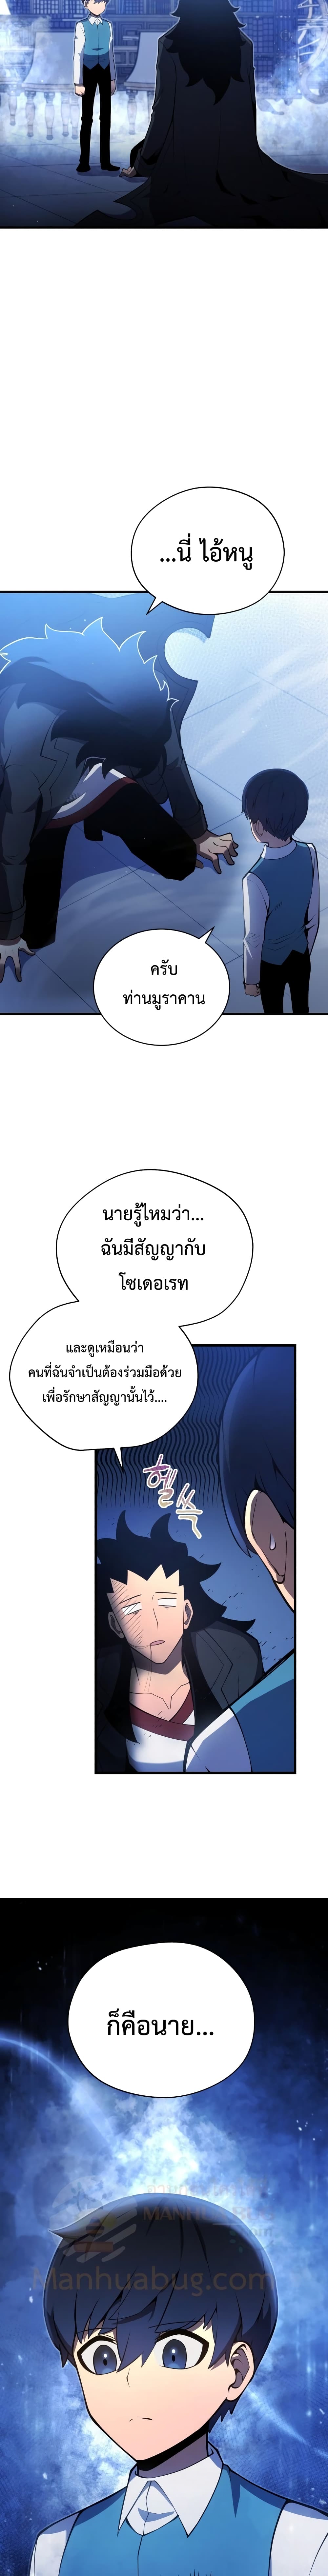 ...นี่ ไอ้หนู
ครับ
ท่านมูราคาน
นายรู้ไหมว่า...
ฉันมีสัญญากับ
โซเดอเรท
และดูเหมือนว่า
คนที่ฉันจำเป็นต้องร่วมมือด้วย
เพื่อรักษาสัญญานั้นไว้....
헬쓱
ก็คือนาย...
Manhuabug.com